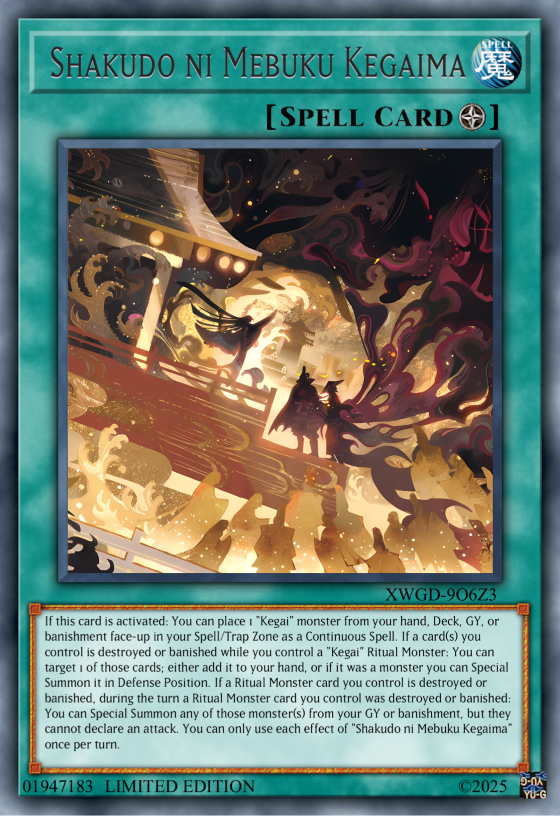 Shakudo ni Mebuku Kegaima
SPELL
魔
[Spell Card]
XWGD-9O6Z3
If this card is activated: You can place 1 "Kegai" monster from your hand, Deck, GY, or
banishment face-up in your Spell/Trap Zone as a Continuous Spell. If a card(s) you
control is destroyed or banished while you control a "Kegai" Ritual Monster: You can
target 1 of those cards; either add it to your hand, or if it was a monster you can Special
Summon it in Defense Position. If a Ritual Monster card you control is destroyed or
banished, during the turn a Ritual Monster card you control was destroyed or banished:
You can Special Summon any of those monster(s) from your GY or banishment, but they
cannot declare an attack. You can only use each effect of "Shakudo ni Mebuku Kegaima"
once per turn.
01947183 LIMITED EDITION
©2025
YU-G
YU-G